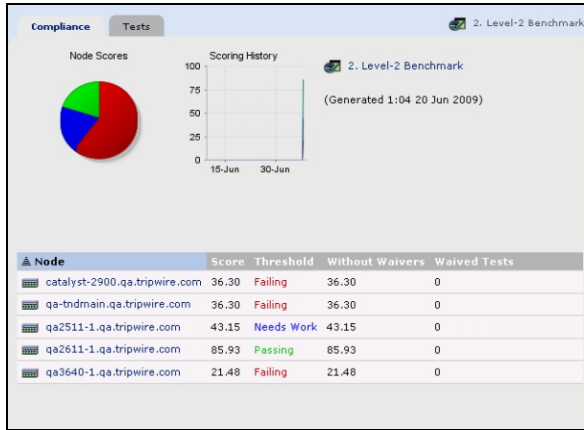 Compliance Tests 2. Level-2 Benchmark
Node Scores Scoring History
2. Level-2 Benchmark
(Generated 1:04 20 Jun 2009)
100
75
50
25
0
15-Jun 30-Jun
Node Score Threshold Without Waivers Waived Tests
catalyst-2900.qa.tripwire.com 36.30 Failing 36.30 0
qa-tndmain.qa.tripwire.com 36.30 Failing 36.30 0
qa2511-1.qa.tripwire.com 43.15 Needs Work 43.15 0
qa2611-1.qa.tripwire.com 85.93 Passing 85.93 0
qa3640-1.qa.tripwire.com 21.48 Failing 21.48 0